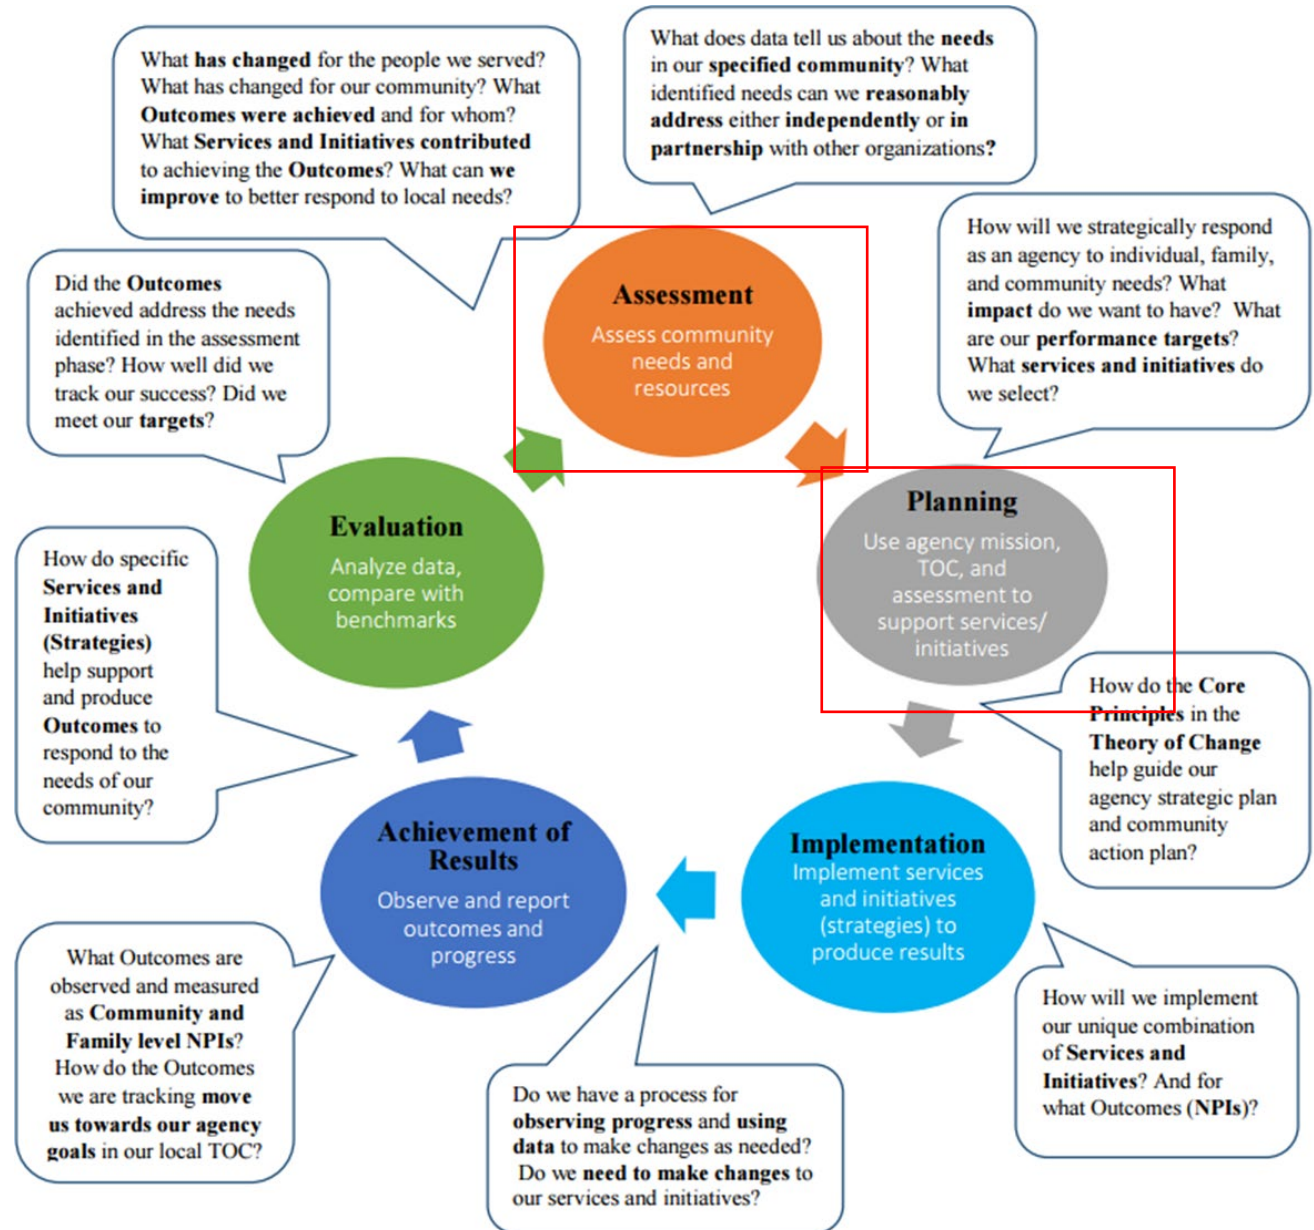 What has changed for the people we served?
What has changed for our community? What
Outcomes were achieved and for whom?
What Services and Initiatives contributed
to achieving the Outcomes? What can we
improve to better respond to local needs?
What does data tell us about the needs
in our specified community? What
identified needs can we reasonably
address either independently or in
partnership with other organizations?
How will we strategically respond
as an agency to individual, family,
and community needs? What
impact do we want to have? What
are our performance targets?
What services and initiatives do
we select?
Did the Outcomes
achieved address the needs
identified in the assessment
phase? How well did we
track our success? Did we
meet our targets?
Assessment
Assess community
needs and
resources
Planning
Use agency mission,
TOC, and
assessment to
support services/
initiatives
Evaluation
Analyze data,
compare with
benchmarks
How do specific
Services and
Initiatives
(Strategies)
help support
and produce
Outcomes to
respond to the
needs of our
community?
How do the Core
Principles in the
Theory of Change
help guide our
agency strategic plan
and community
action plan?
Achievement of
Results
Observe and report
outcomes and
progress
Implementation
Implement services
and initiatives
(strategies) to
produce results
What Outcomes are
observed and measured
as Community and
Family level NPIs?
How do the Outcomes
we are tracking move
us towards our agency
goals in our local TOC?
Do we have a process for
observing progress and using
data to make changes as needed?
Do we need to make changes to
our services and initiatives?
How will we implement
our unique combination
of Services and
Initiatives? And for
what Outcomes (NPIs)?